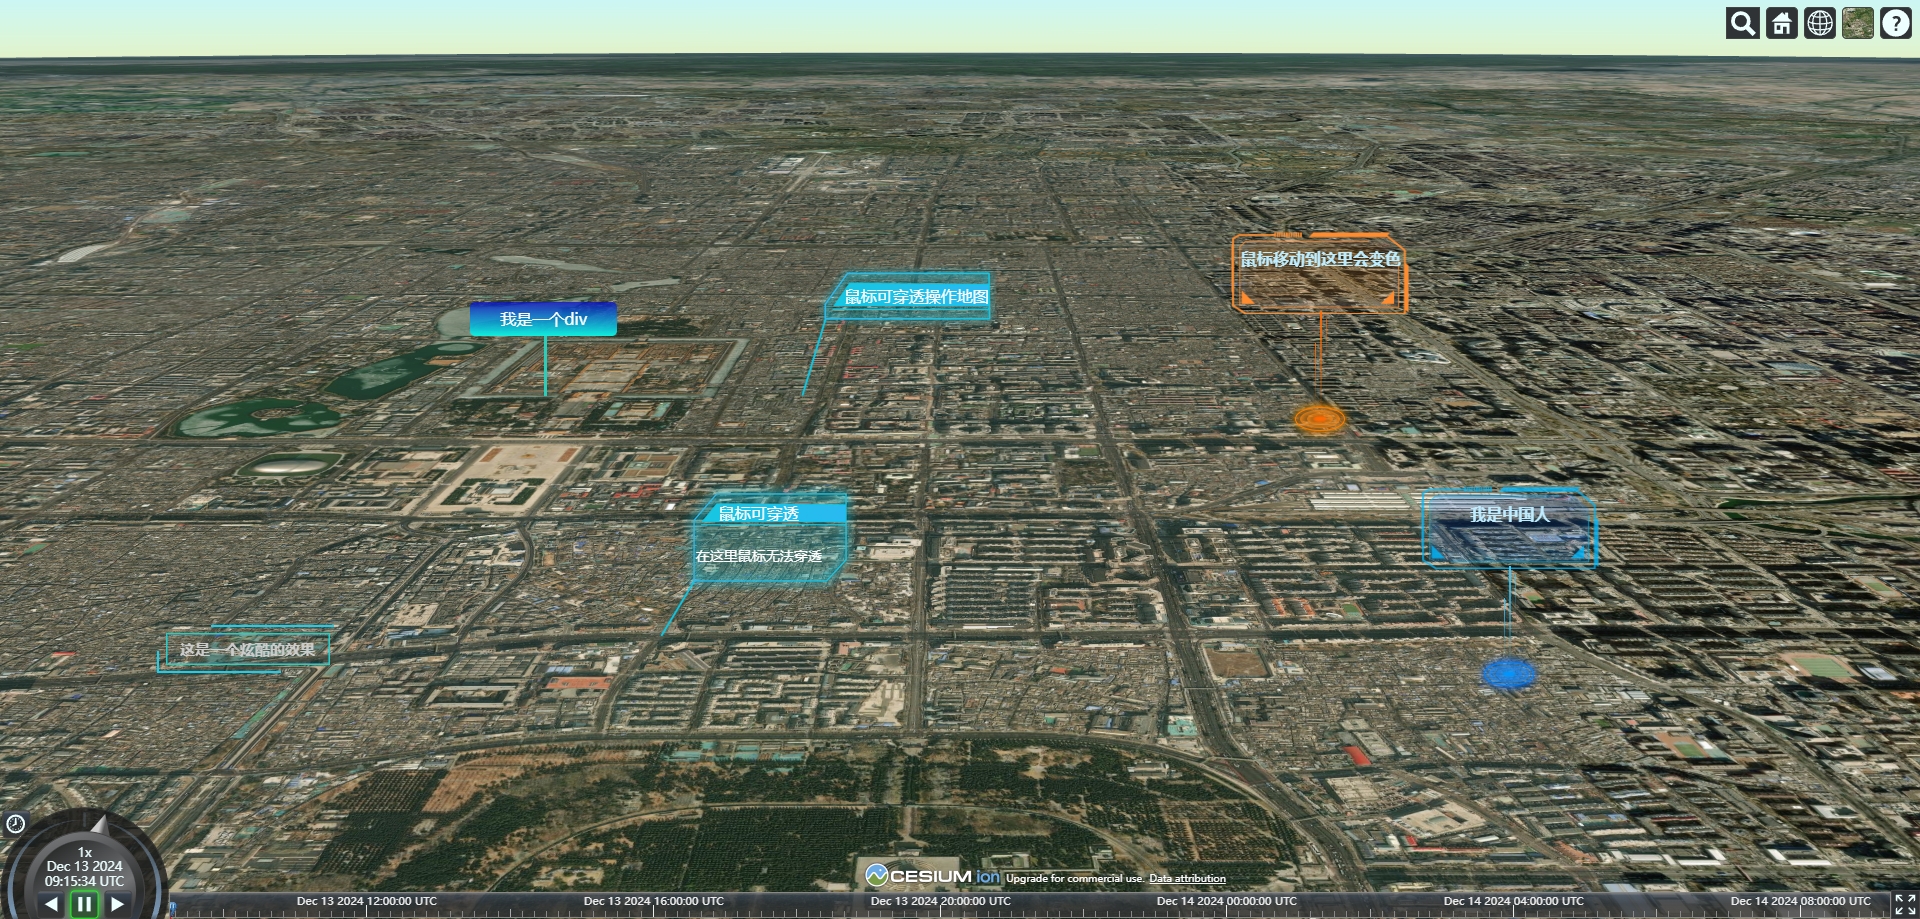 鼠标移动到这里会变色
鼠标可穿透操作地图
我是一个div
鼠标可穿透
我是中国人
在这里鼠标无法穿透
这是一个炫酷的效果
1x
Dec 13 2024
09:15:34 UTC
CESIUM ion Upgrade for commercial use. Data attribution
Dec 13 2024 12:00:00 UTC
Dec 13 2024 16:00:00 UTC
Dec 13 2024 20:00:00 UTC
Dec 14 2024 00:00:00 UTC
Dec 14 2024 04:00:00 UTC
Dec 14 2024 08:00:00 UTC